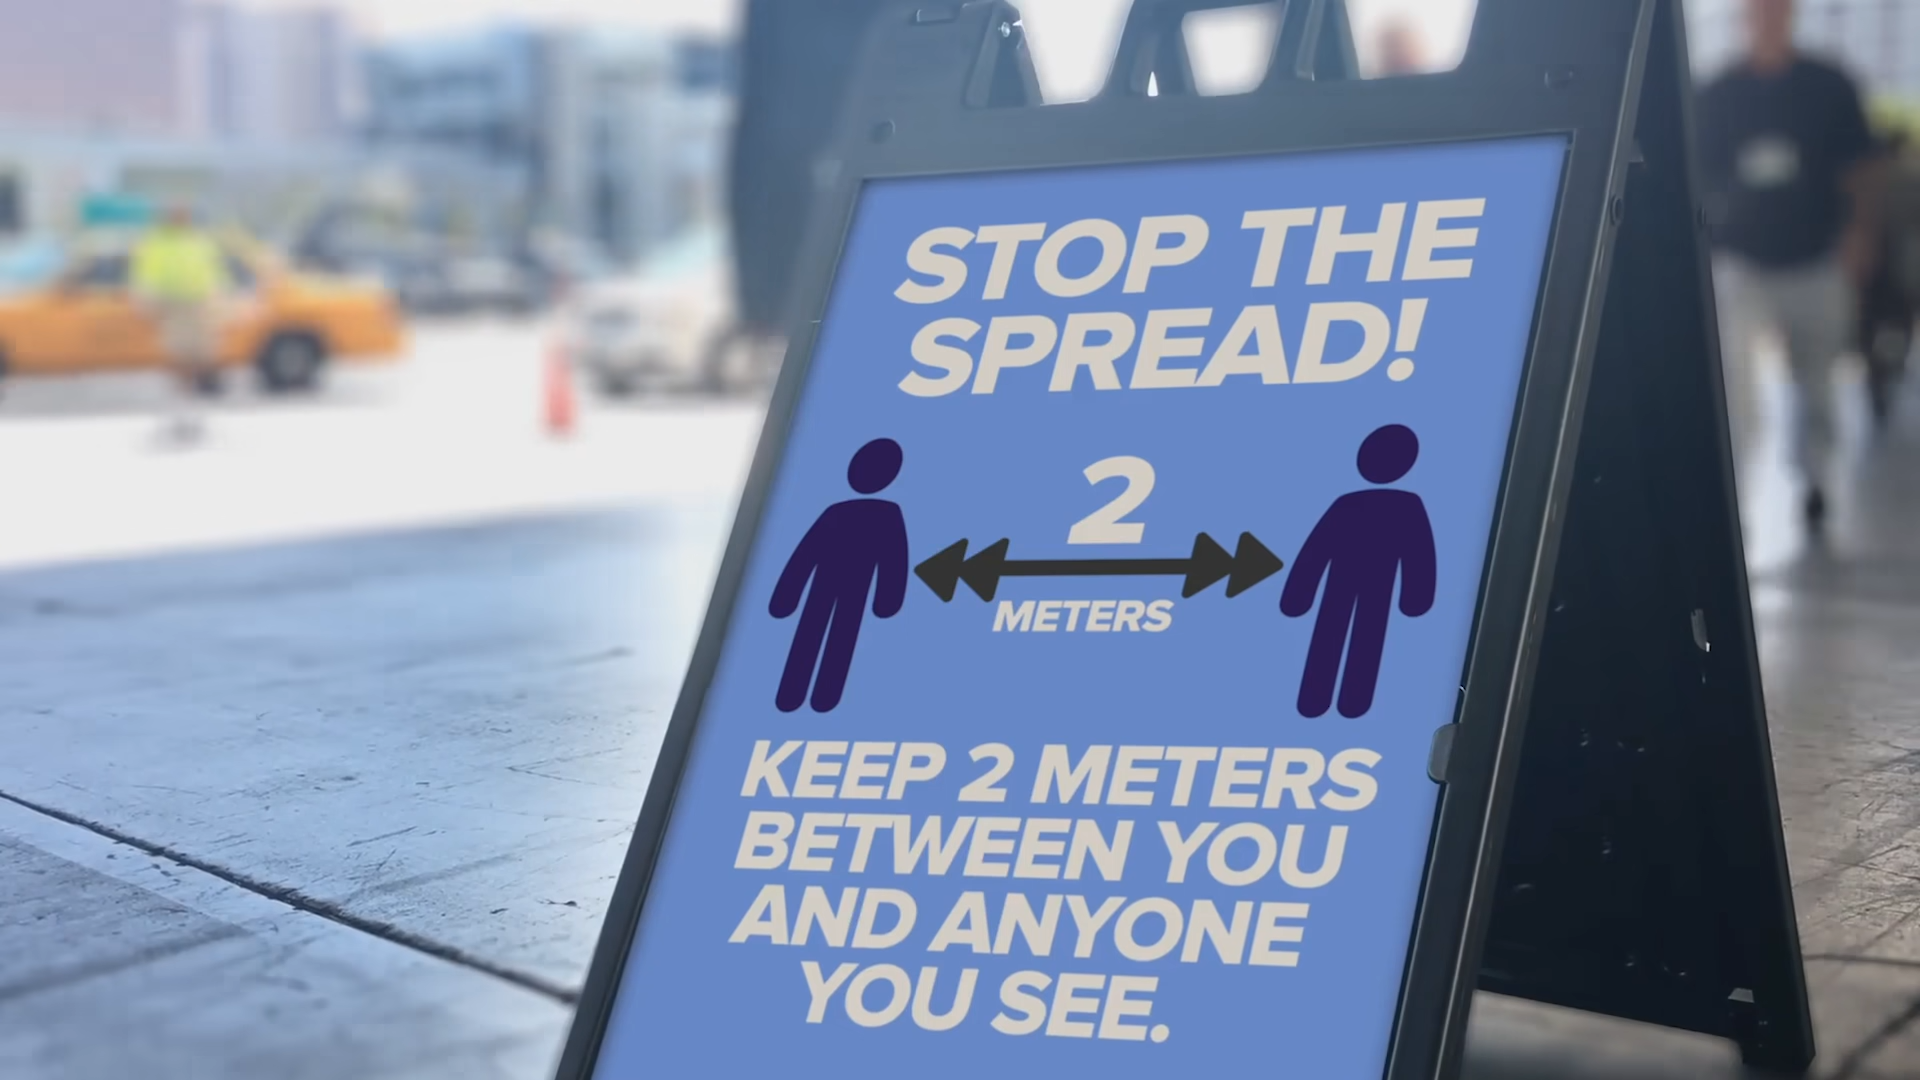 STOP THE
SPREAD!
2
METERS
KEEP 2 METERS
BETWEEN YOU
AND ANYONE
YOU SEE.